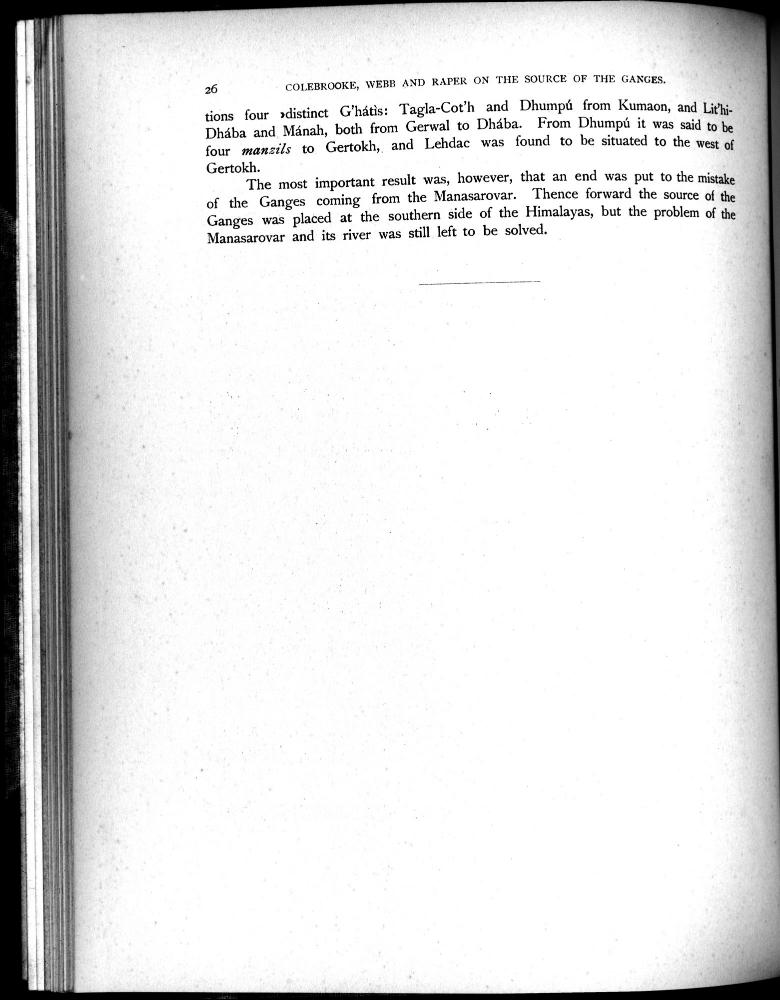 26 COLEBROOKE, WEBB AND RAPER ON THE SOURCE OF THE GANGES.
tions four ›distinct G'hátis: Tagla-Cot'h and Dhumpú from Kumaon, and Lit'hi-
Dhába and Mánah, both from Gerwal to Dhába. From Dhumpú it was said to be
four manzils to Gertokh, and Lehdac was found to be situated to the west of
Gertokh.
The most important result was, however, that an end was put to the mistake
of the Ganges coming from the Manasarovar. Thence forward the source of the
Ganges was placed at the southern side of the Himalayas, but the problem of the
Manasarovar and its river was still left to be solved.